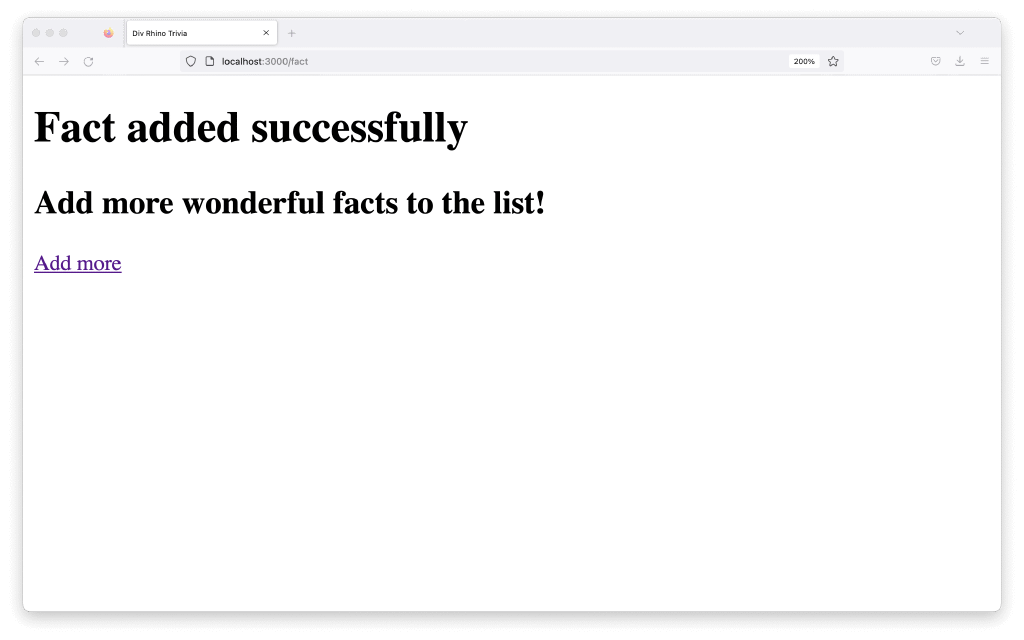 Div Rhino Trivia
localhost:3000/fact
200%
Fact added successfully
Add more wonderful facts to the list!
Add more